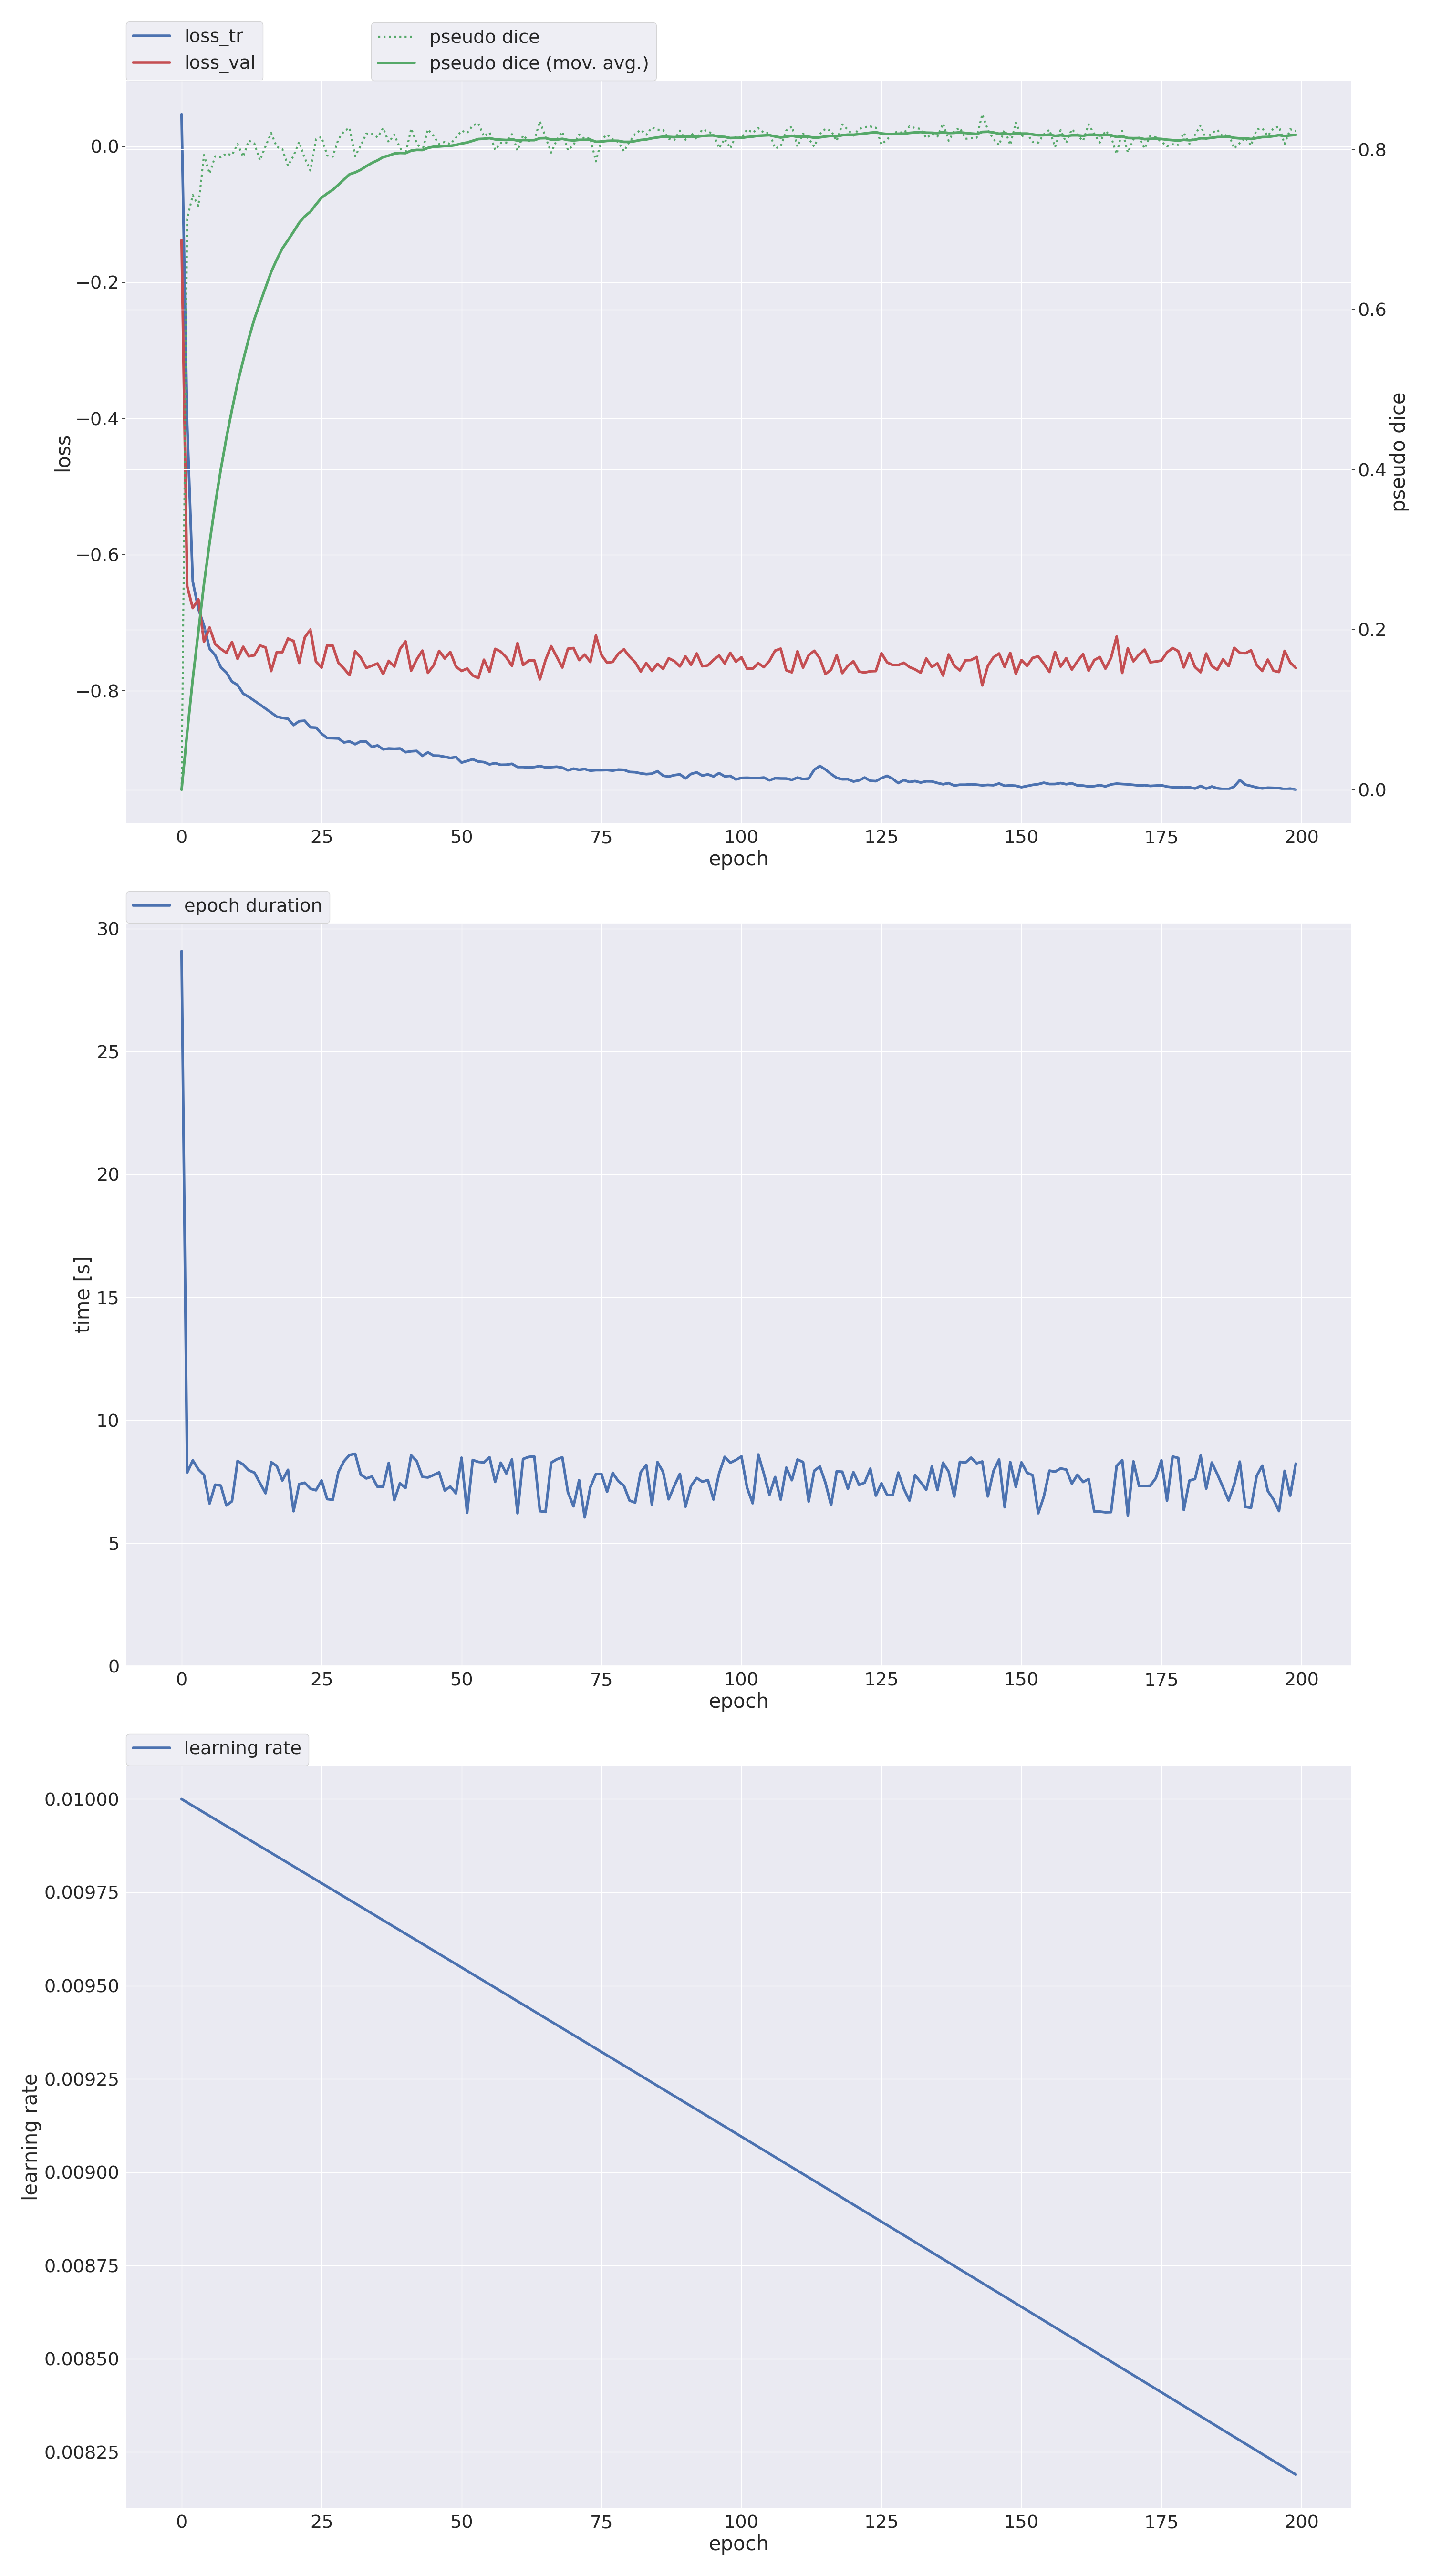 loss_tr
loss_val
pseudo dice
pseudo dice (mov. avg.)
0.0
−0.2
−0.4
−0.6
−0.8
loss
0.8
0.6
0.4
0.2
0.0
pseudo dice
0 25 50 75 100 125 150 175 200
epoch
epoch duration
30
25
20
15
10
5
0
time [s]
0 25 50 75 100 125 150 175 200
epoch
learning rate
0.01000
0.00975
0.00950
0.00925
0.00900
0.00875
0.00850
0.00825
learning rate
0 25 50 75 100 125 150 175 200
epoch